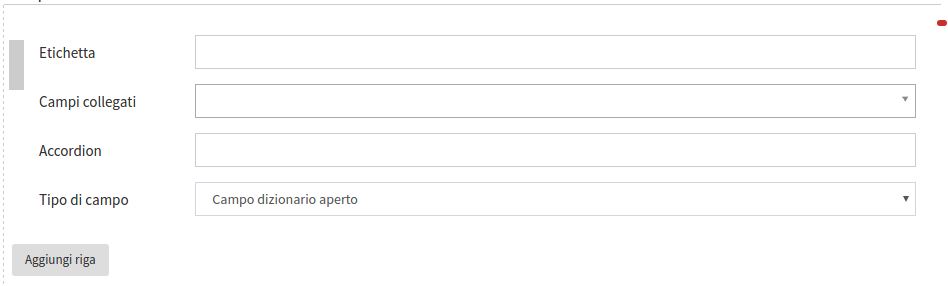 Etichetta
Campi collegati
Accordion
Tipo di campo
Campo dizionario aperto
Aggiungi riga